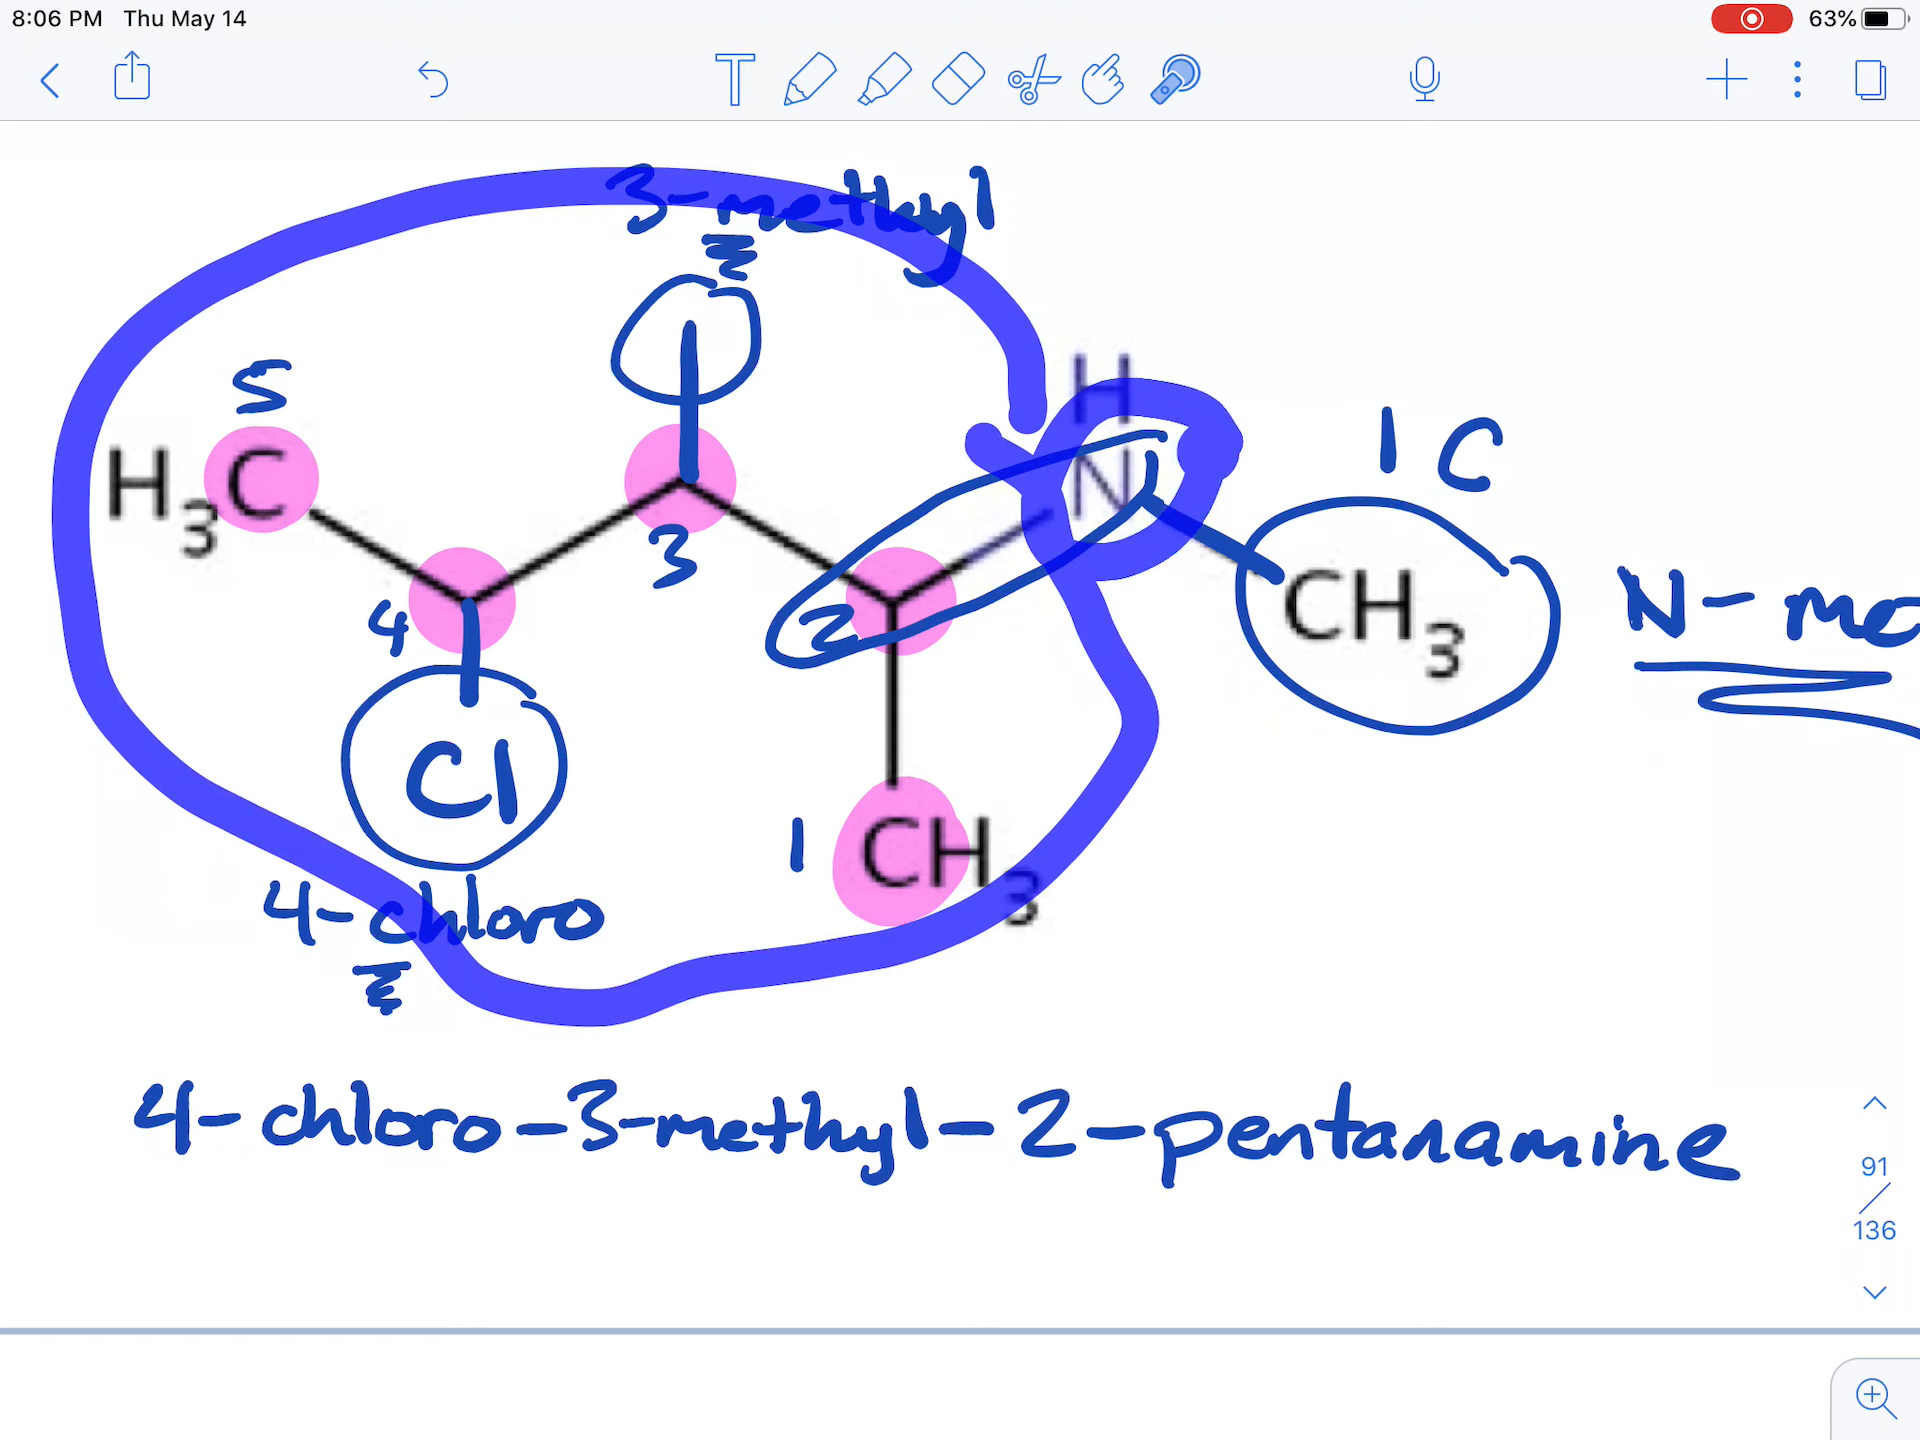 8:06 PM Thu May 14
63%
T
3-methyl
5
H
1 C
H3C
N
3
CH3
N-me
4
2
Cl
1
CH3
4-chloro
4-chloro-3-methyl-2-pentanamine
91
136